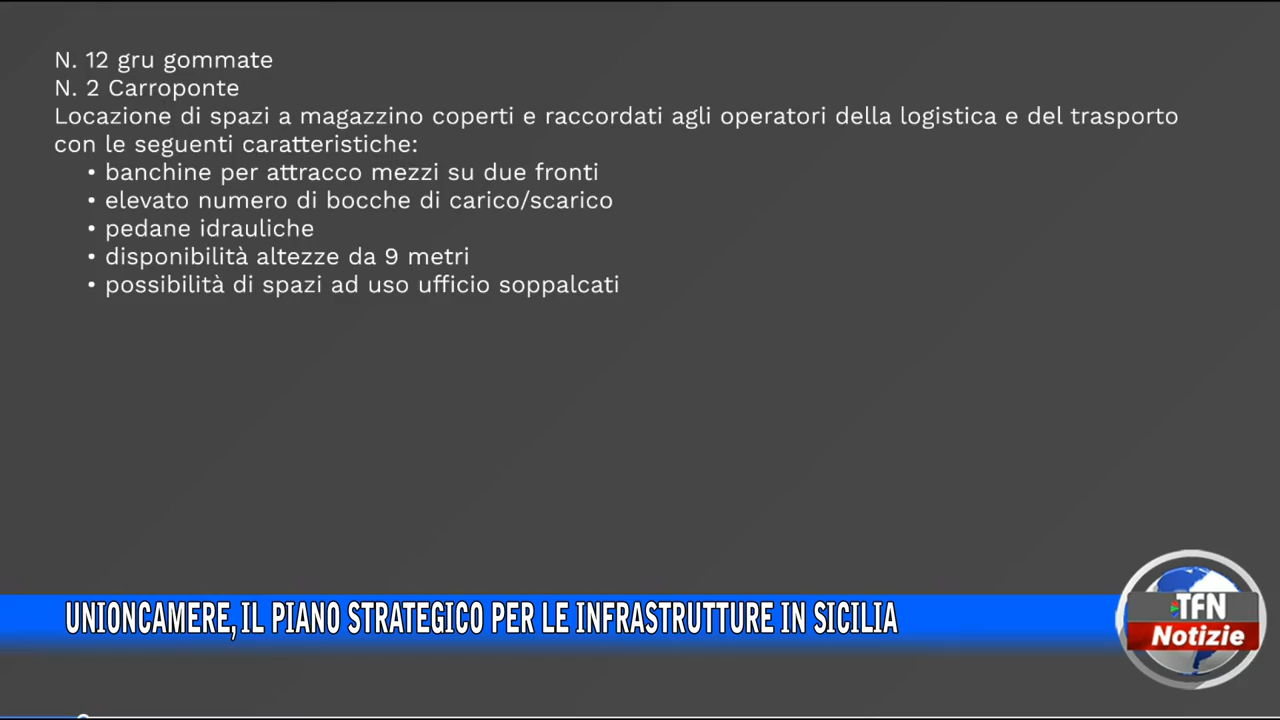 N. 12 gru gommate
N. 2 Carroponte
Locazione di spazi a magazzino coperti e raccordati agli operatori della logistica e del trasporto
con le seguenti caratteristiche:
• banchine per attracco mezzi su due fronti
• elevato numero di bocche di carico/scarico
• pedane idrauliche
• disponibilità altezze da 9 metri
• possibilità di spazi ad uso ufficio soppalcati
UNIONCAMERE, IL PIANO STRATEGICO PER LE INFRASTRUTTURE IN SICILIA
TFN
Notizie